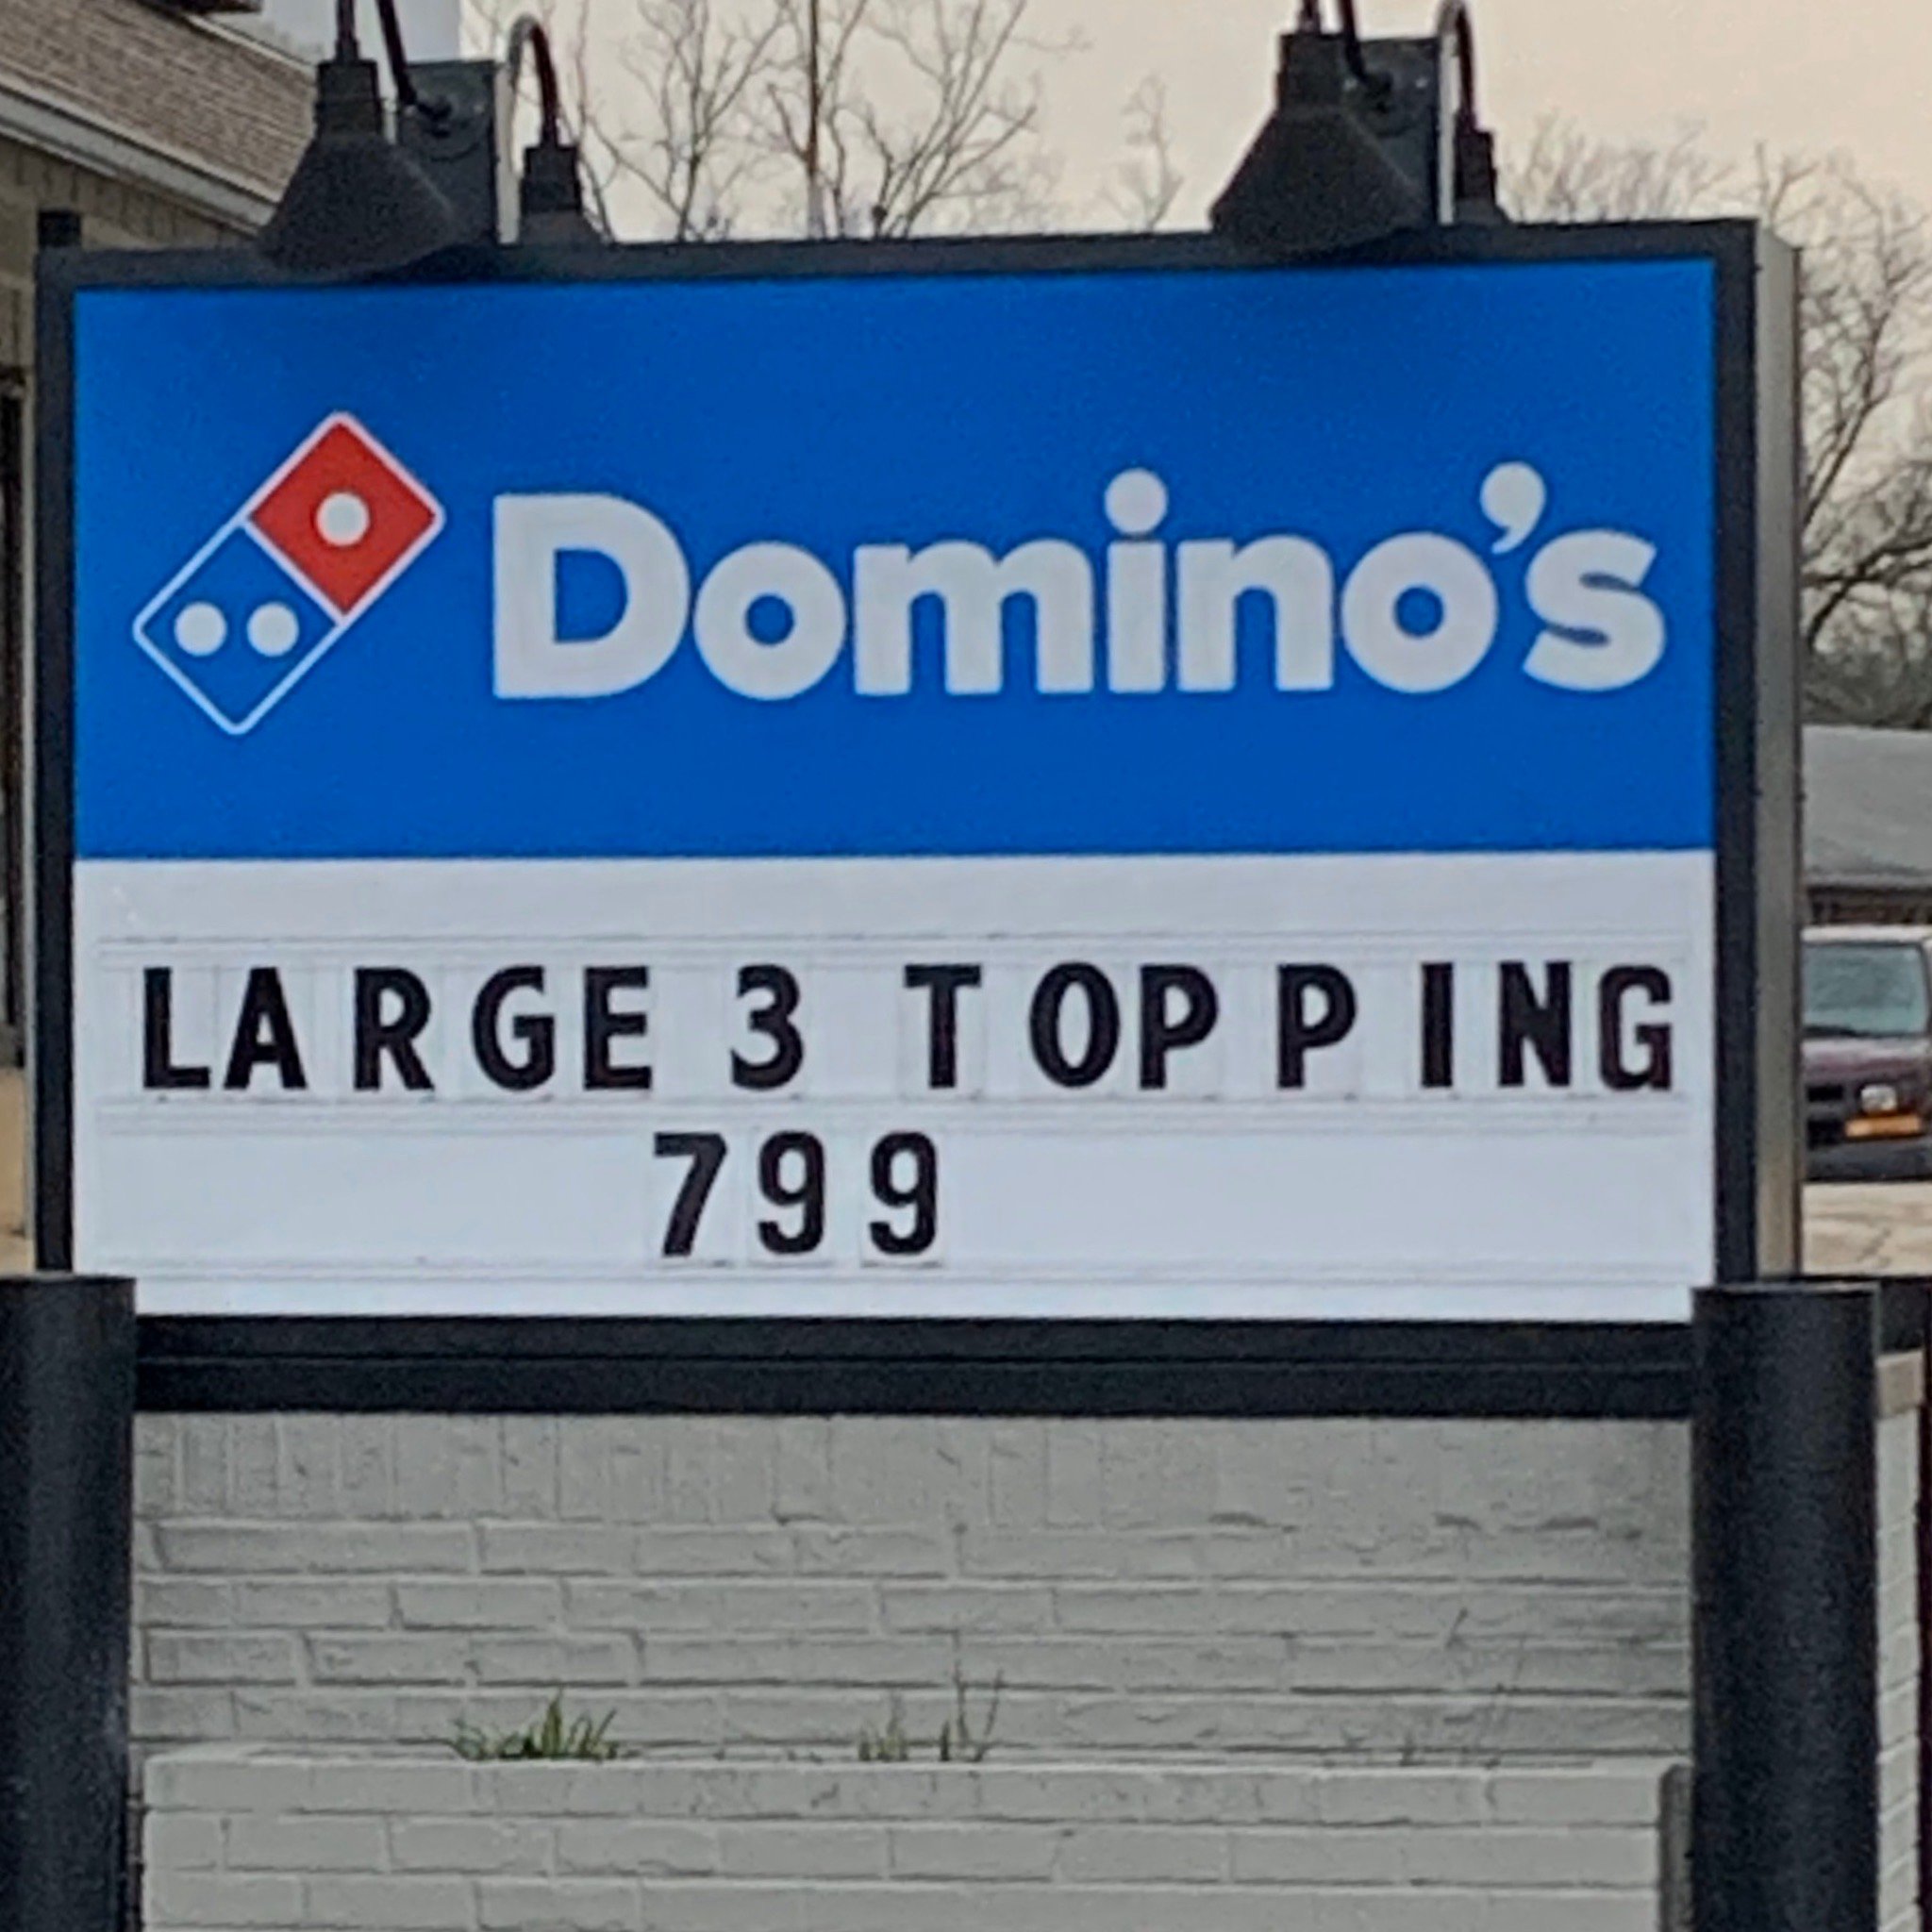 Domino's
LARGE 3 TOPPING
799